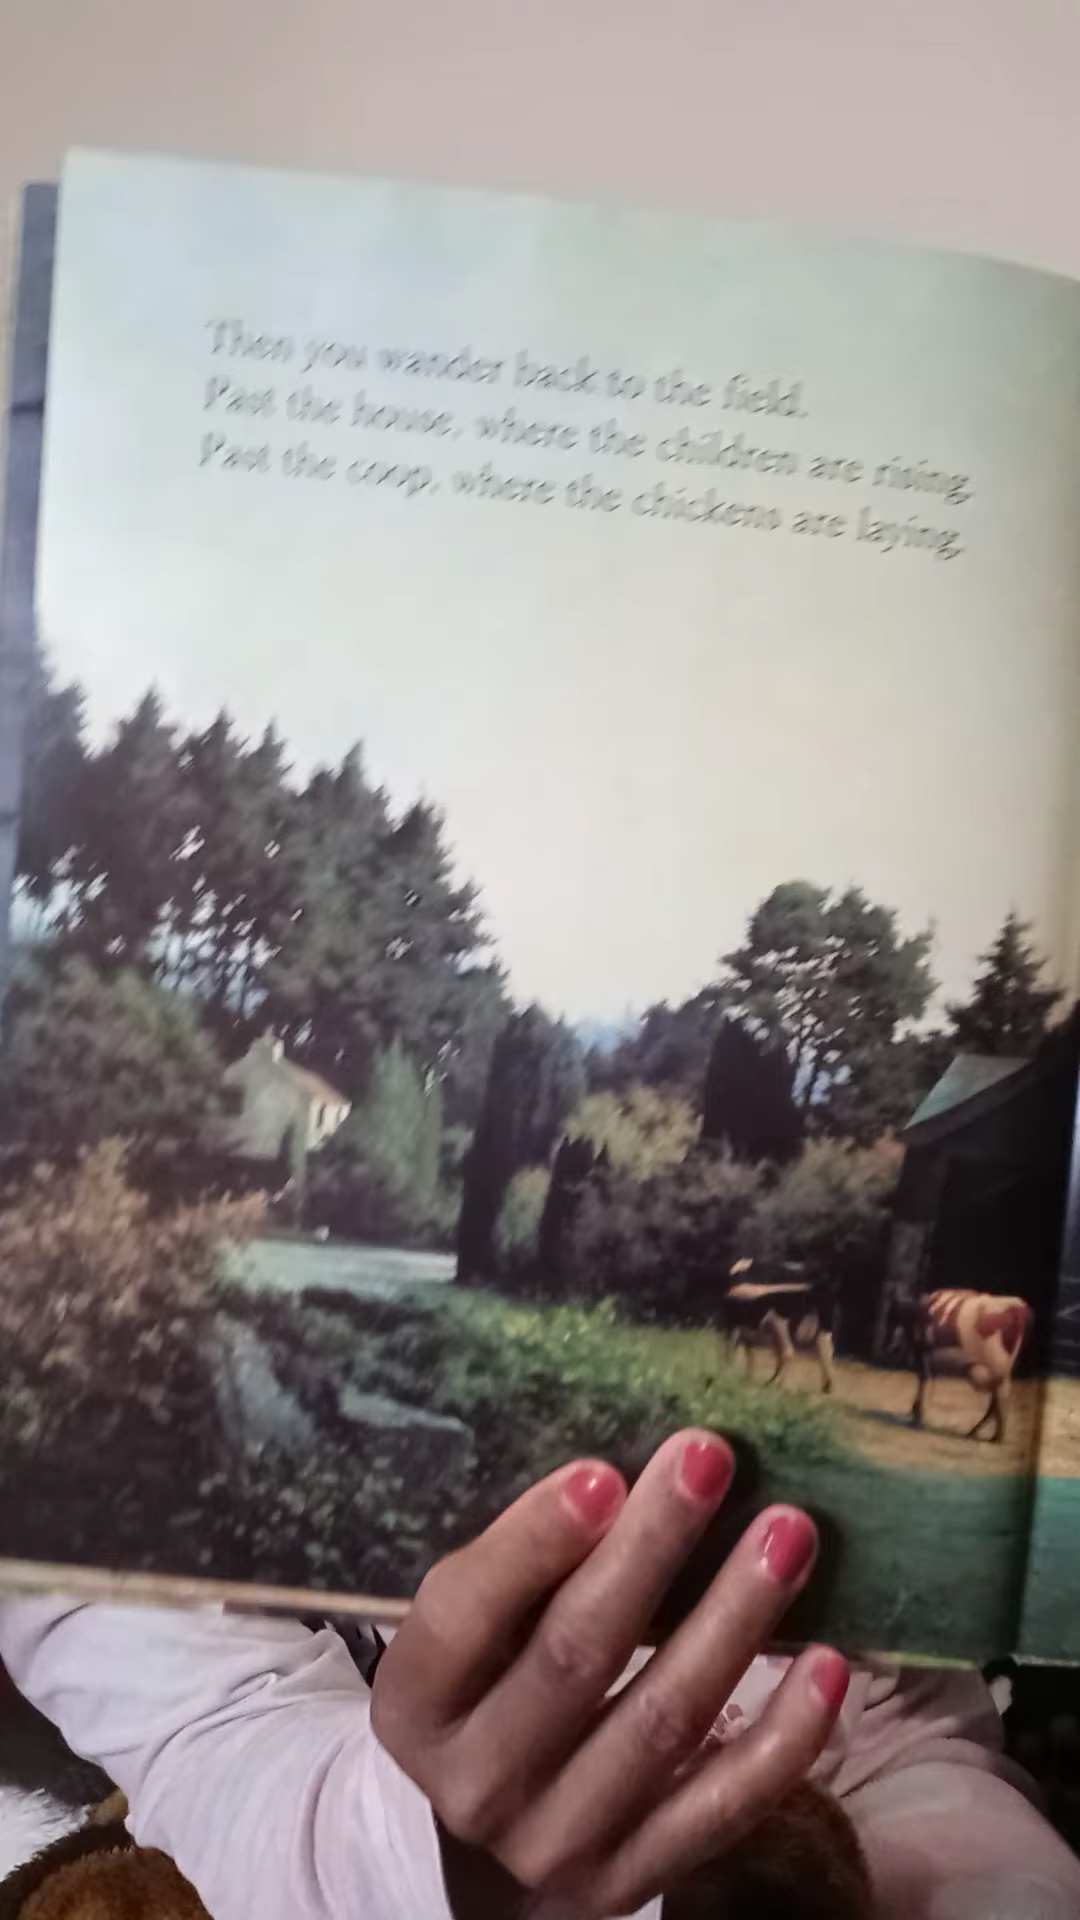 Then you wander back to the field.
Past the house, where the children are rising,
Past the coop, where the chickens are laying,